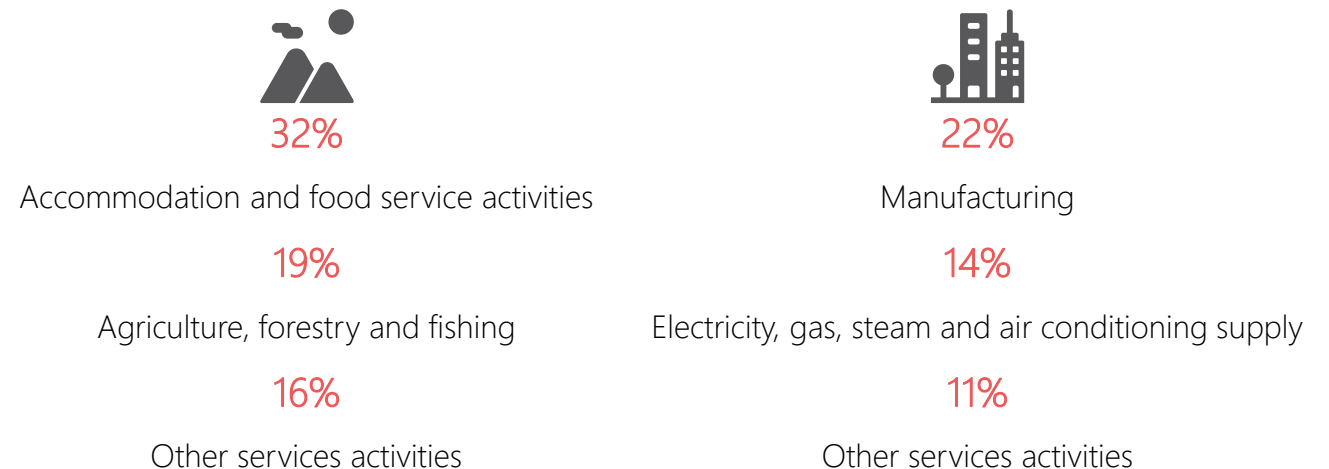 32%
Accommodation and food service activities
19%
Agriculture, forestry and fishing
16%
Other services activities
22%
Manufacturing
14%
Electricity, gas, steam and air conditioning supply
11%
Other services activities